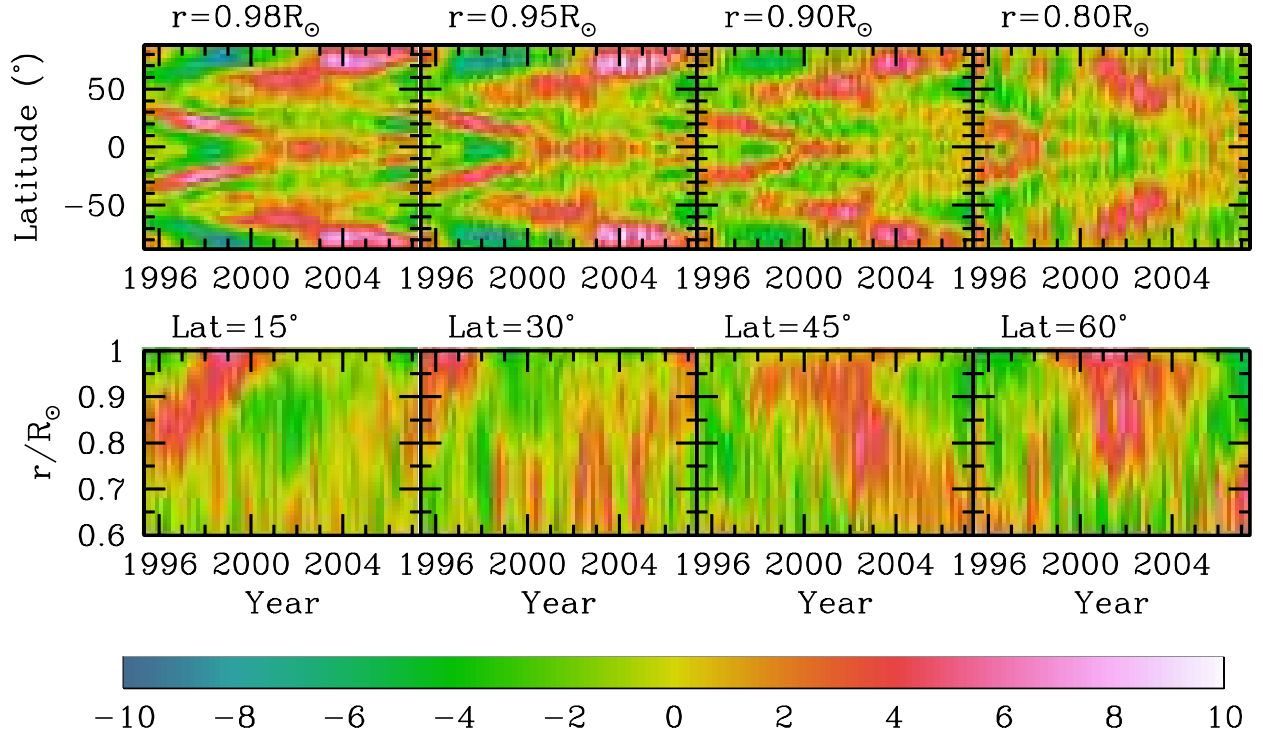 r=0.98R☉ r=0.95R☉ r=0.90R☉ r=0.80R☉
Latitude (°)
50
0
−50
1996 2000 2004 1996 2000 2004 1996 2000 2004 1996 2000 2004
Lat=15° Lat=30° Lat=45° Lat=60°
r/R☉
1
0.9
0.8
0.7
0.6
1996 2000 2004 1996 2000 2004 1996 2000 2004 1996 2000 2004
Year Year Year Year
−10 −8 −6 −4 −2 0 2 4 6 8 10